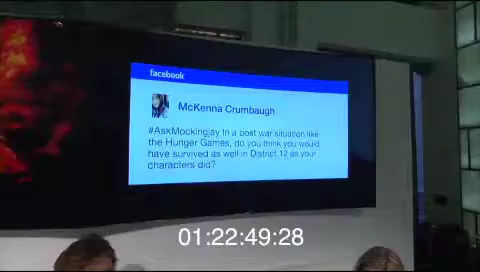 facebook
McKenna Crumbaugh
#AskMockingjay In a post war situation like
the Hunger Games, do you think you would
have survived as well in District 12 as your
characters did?
01:22:49:28